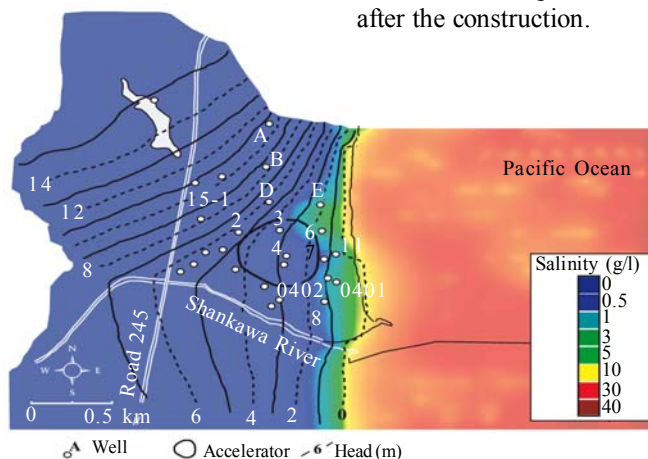 after the construction.
Pacific Ocean
A
B
14
15-1
D
E
12
2
3
6
4
7
11
8
0402
0401
Salinity (g/l)
0
0.5
1
3
5
10
30
40
8
Shankawa River
Road 245
N
W E
S
0 0.5 km
6
4
2
0
A Well
Accelerator
6 Head (m)